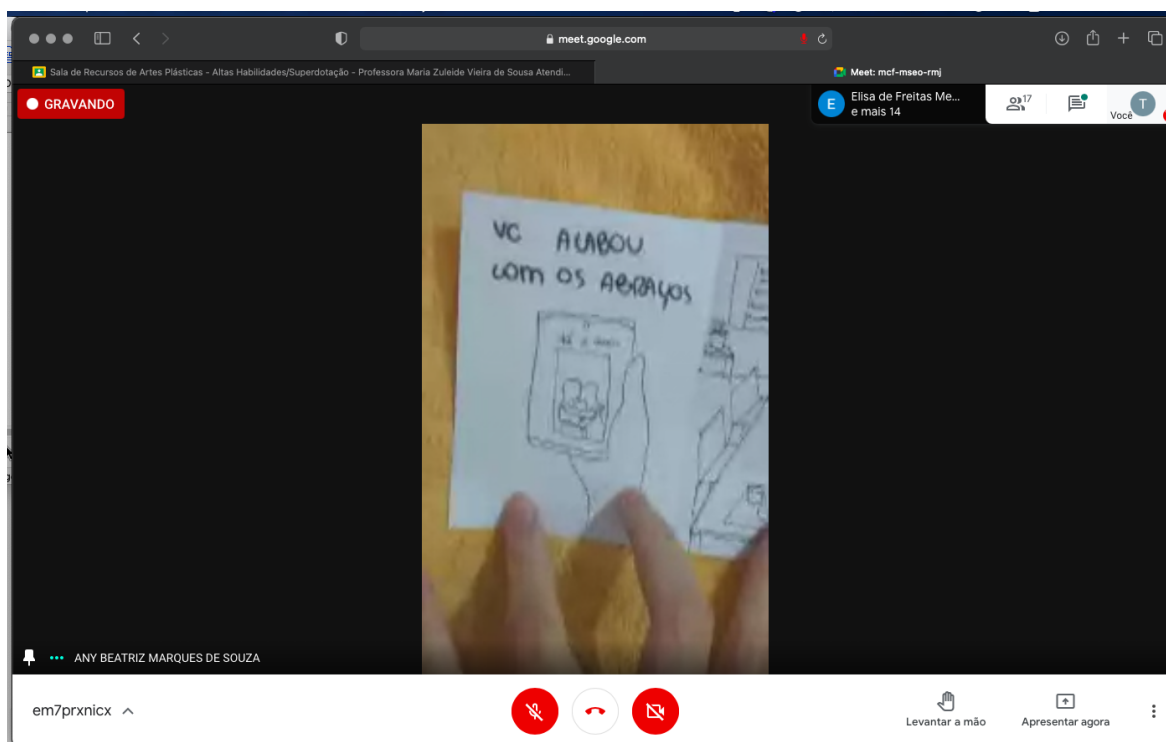 meet.google.com
Sala de Recursos de Artes Plásticas - Altas Habilidades/Superdotação - Professora Maria Zuleide Vieira de Sousa Atendi...
Meet: mcf-mseo-rmj
GRAVANDO
Elisa de Freitas Me...
e mais 14
17
Você
T
E
VC ACABOU
COM OS ABRAÇOS
ANY BEATRIZ MARQUES DE SOUZA
em7prxnicx
Levantar a mão
Apresentar agora